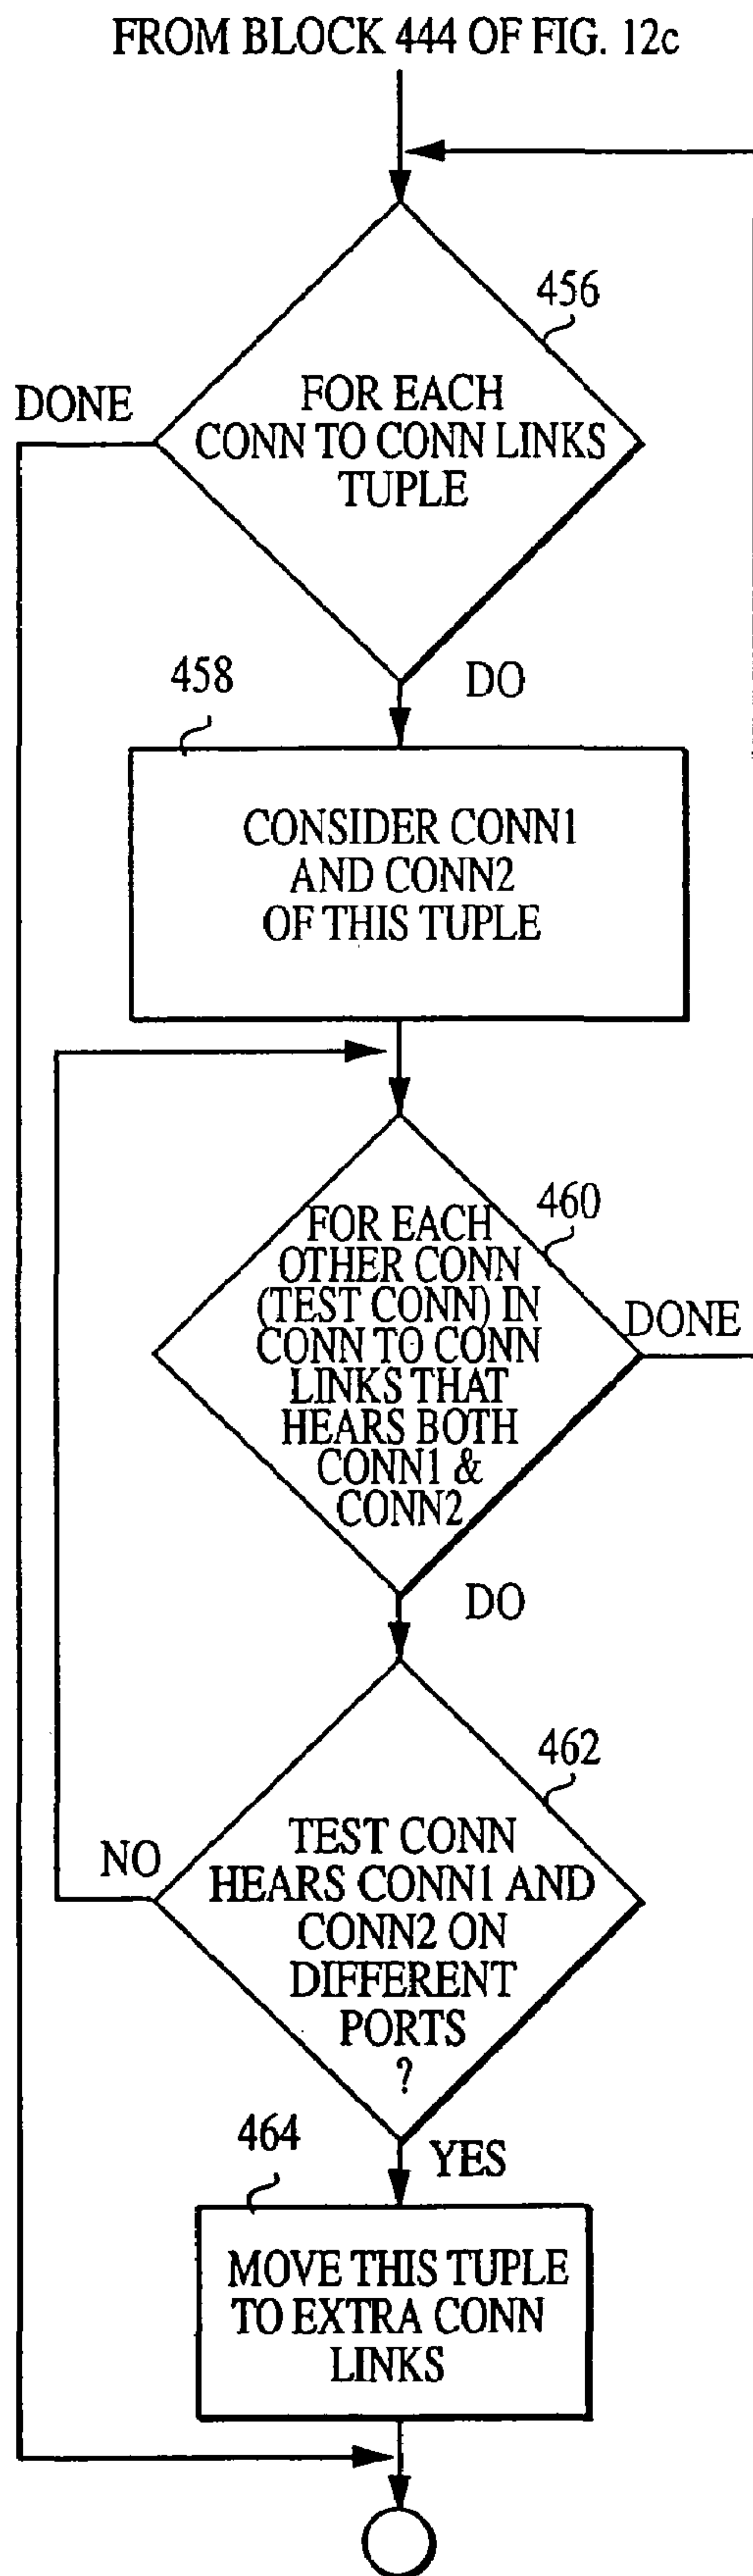 FROM BLOCK 444 OF FIG. 12c
456
DONE
FOR EACH
CONN TO CONN LINKS
TUPLE
DO
458
CONSIDER CONN1
AND CONN2
OF THIS TUPLE
460
FOR EACH
OTHER CONN
(TEST CONN) IN
CONN TO CONN
LINKS THAT
HEARS BOTH
CONN1 &
CONN2
DONE
DO
462
NO
TEST CONN
HEARS CONN1 AND
CONN2 ON
DIFFERENT
PORTS
?
464
YES
MOVE THIS TUPLE
TO EXTRA CONN
LINKS